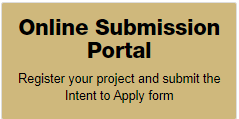 Online Submission
Portal
Register your project and submit the
Intent to Apply form